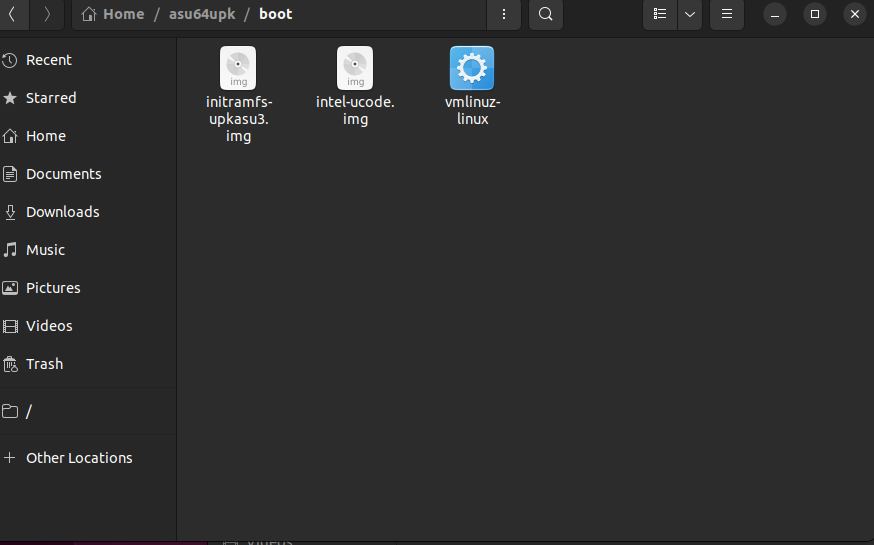 Home / asu64upk / boot
Recent
Starred
Home
Documents
Downloads
Music
Pictures
Videos
Trash
/
Other Locations
img
initramfs-
upkasu3.
img
img
intel-ucode.
img
vmlinuz-
linux
Videos